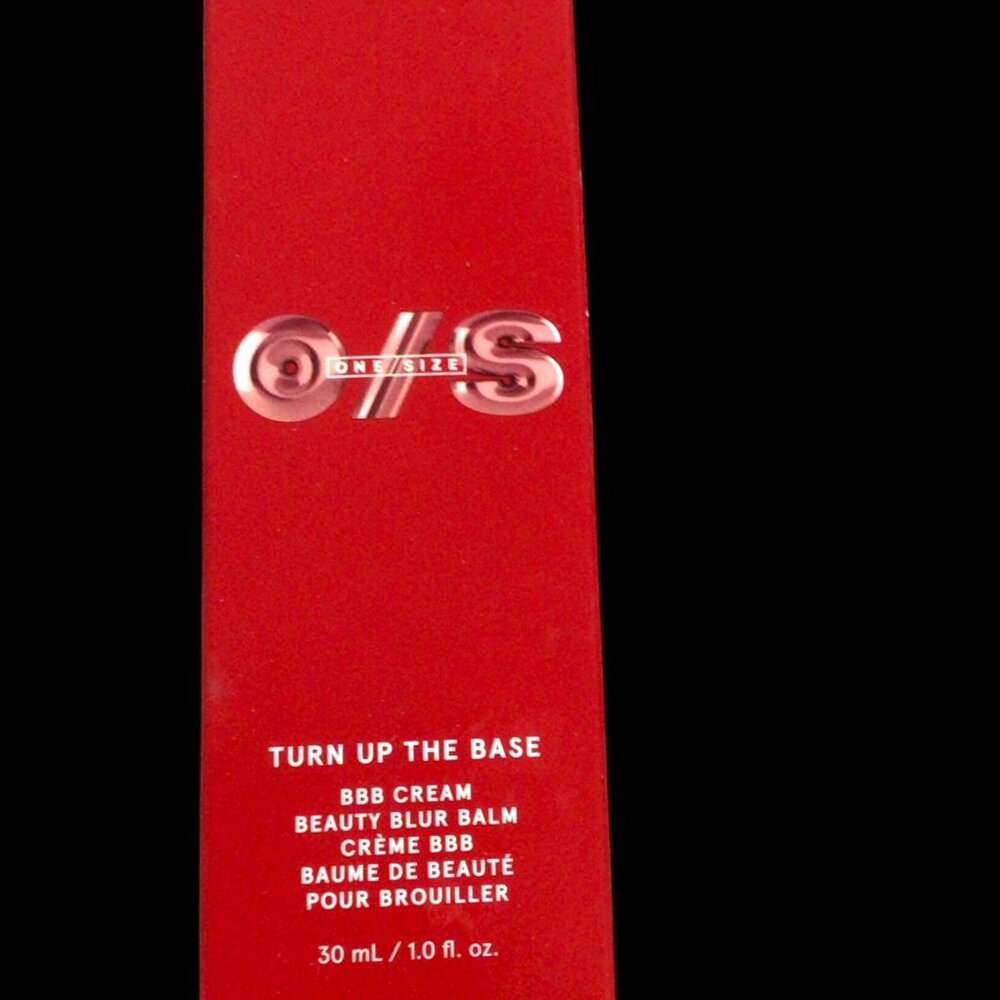 O/S
ONE/SIZE
TURN UP THE BASE
BBB CREAM
BEAUTY BLUR BALM
CRÈME BBB
BAUME DE BEAUTÉ
POUR BROUILLER
30 mL / 1.0 fl. oz.